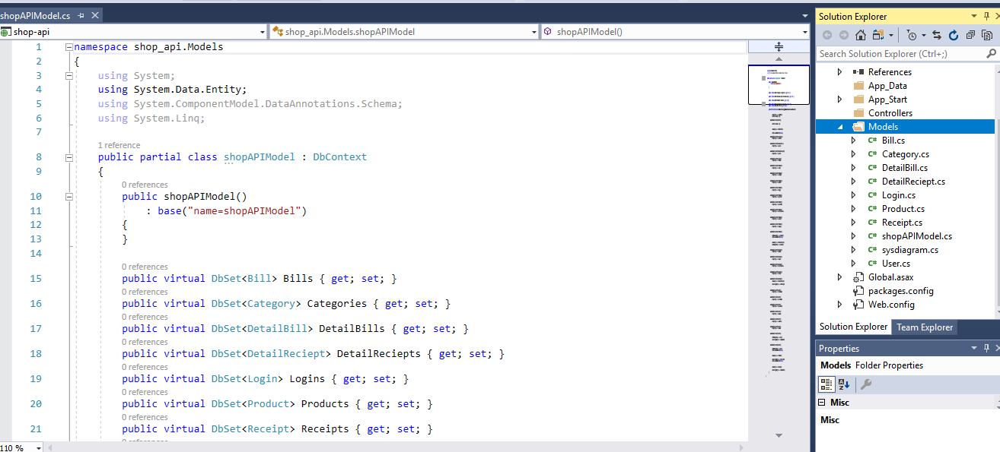 shopAPIModel.cs
shop-api
shop_api.Models.shopAPIModel
shopAPIModel()
1 namespace shop_api.Models
2 {
3 using System;
4 using System.Data.Entity;
5 using System.ComponentModel.DataAnnotations.Schema;
6 using System.Linq;
7
1 reference
8 public partial class shopAPIModel : DbContext
9 {
0 references
10 public shopAPIModel()
11 : base("name=shopAPIModel")
12 {
13 }
14
0 references
15 public virtual DbSet<Bill> Bills { get; set; }
0 references
16 public virtual DbSet<Category> Categories { get; set; }
0 references
17 public virtual DbSet<DetailBill> DetailBills { get; set; }
0 references
18 public virtual DbSet<DetailReciept> DetailReciepts { get; set; }
0 references
19 public virtual DbSet<Login> Logins { get; set; }
0 references
20 public virtual DbSet<Product> Products { get; set; }
0 references
21 public virtual DbSet<Receipt> Receipts { get; set; }
110 %
Solution Explorer
Search Solution Explorer (Ctrl+;)
References
App_Data
App_Start
Controllers
Models
C# Bill.cs
C# Category.cs
C# DetailBill.cs
C# DetailReciept.cs
C# Login.cs
C# Product.cs
C# Receipt.cs
C# shopAPIModel.cs
C# sysdiagram.cs
C# User.cs
Global.asax
packages.config
Web.config
Solution Explorer Team Explorer
Properties
Models Folder Properties
Misc
Misc